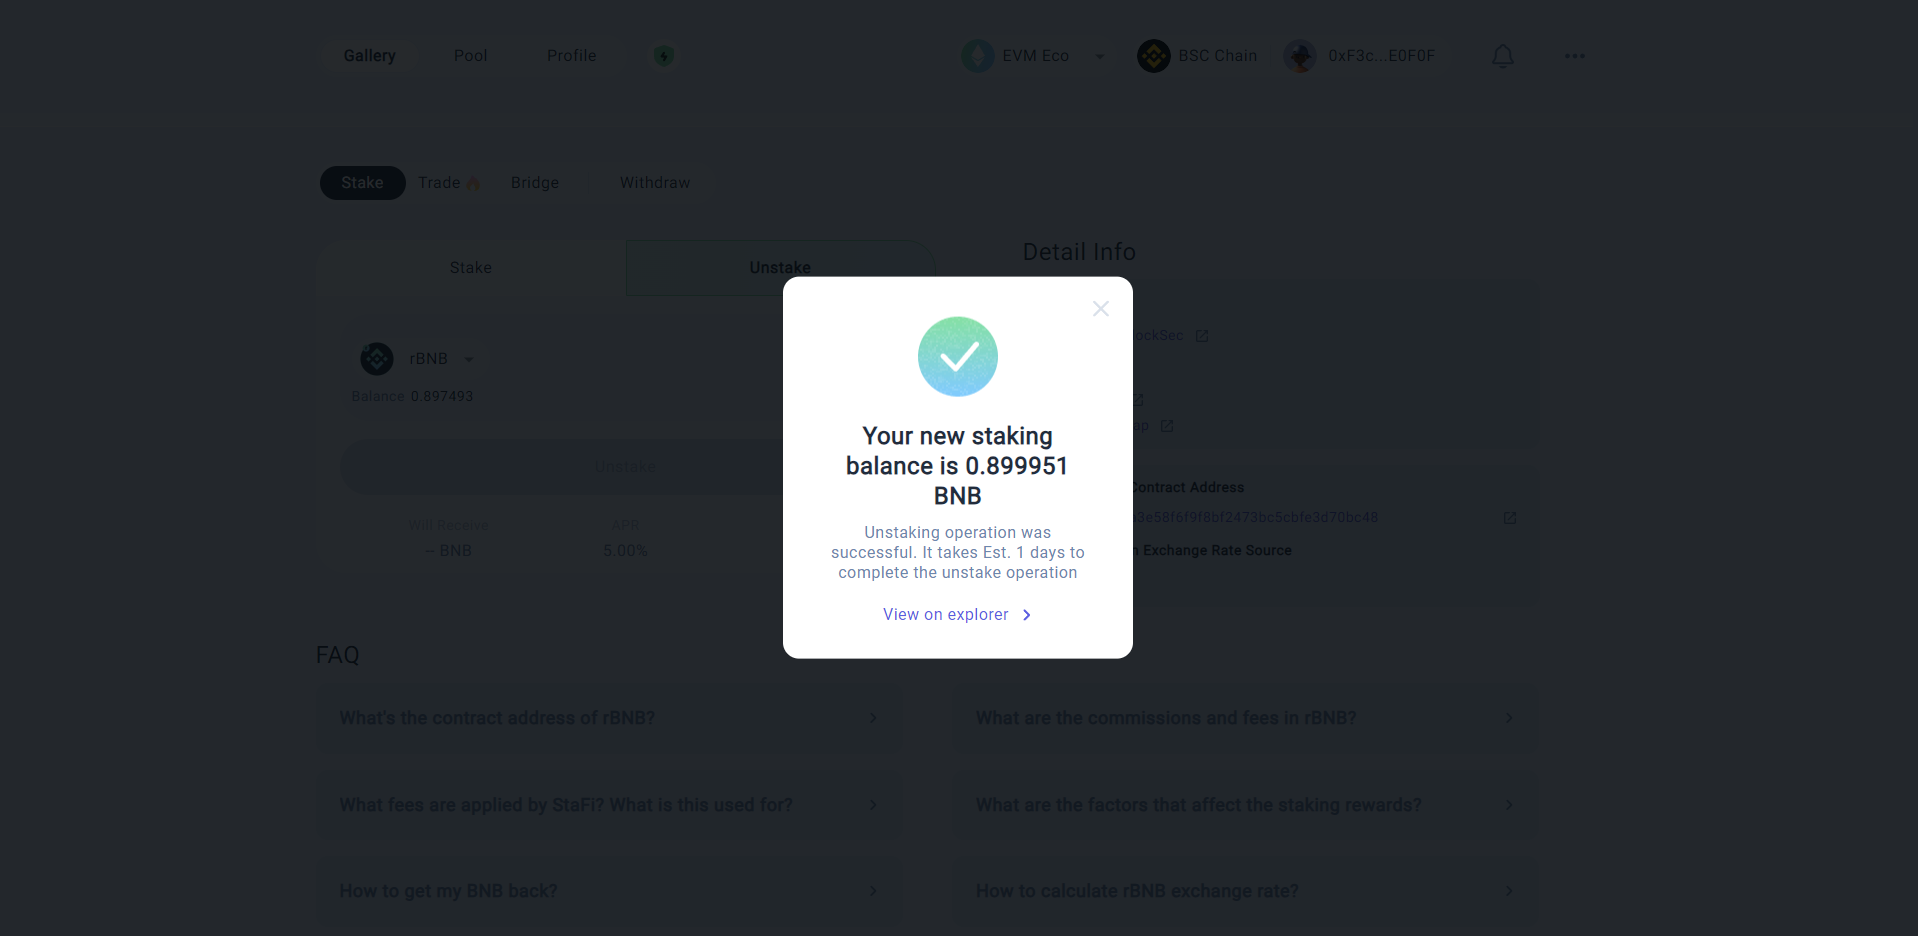 Gallery Pool Profile EVM Eco BSC Chain 0xF3c...E0F0F
Stake Trade Bridge Withdraw
Stake Unstake
Detail Info
rBNB
Balance 0.897493
Unstake
Will Receive APR
-- BNB 5.00%
ockSec
ap
Contract Address
a3e58f6f9f8bf2473bc5cbfe3d70bc48
n Exchange Rate Source
Your new staking
balance is 0.899951
BNB
Unstaking operation was
successful. It takes Est. 1 days to
complete the unstake operation
View on explorer
FAQ
What's the contract address of rBNB?
What are the commissions and fees in rBNB?
What fees are applied by StaFi? What is this used for?
What are the factors that affect the staking rewards?
How to get my BNB back?
How to calculate rBNB exchange rate?